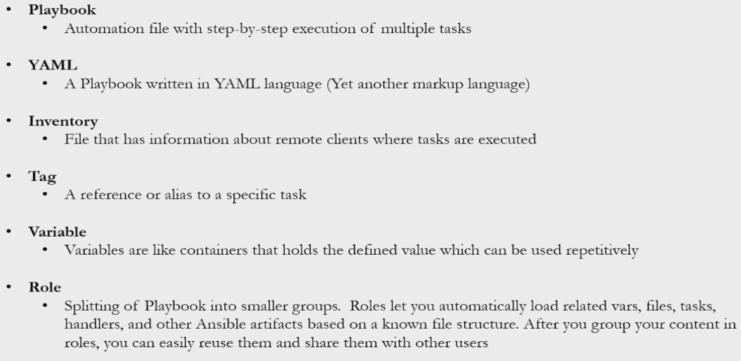 • Playbook
• Automation file with step-by-step execution of multiple tasks
• YAML
• A Playbook written in YAML language (Yet another markup language)
• Inventory
• File that has information about remote clients where tasks are executed
• Tag
• A reference or alias to a specific task
• Variable
• Variables are like containers that holds the defined value which can be used repetitively
• Role
• Splitting of Playbook into smaller groups.  Roles let you automatically load related vars, files, tasks,
handlers, and other Ansible artifacts based on a known file structure. After you group your content in
roles, you can easily reuse them and share them with other users